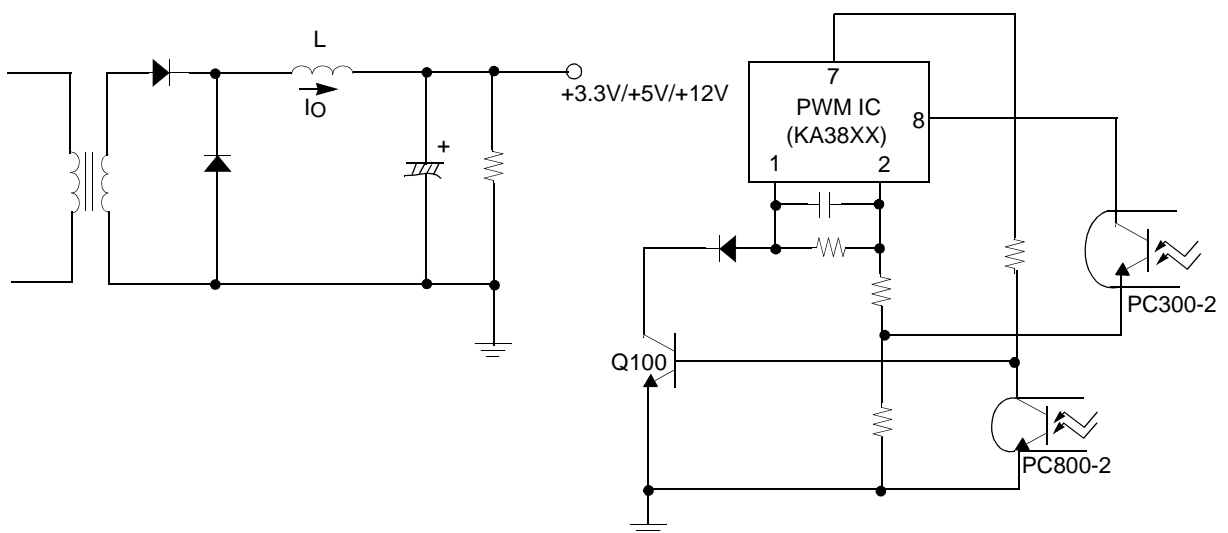 L
IO
+
+3.3V/+5V/+12V
7
PWM IC
(KA38XX)
8
1
2
PC300-2
Q100
PC800-2